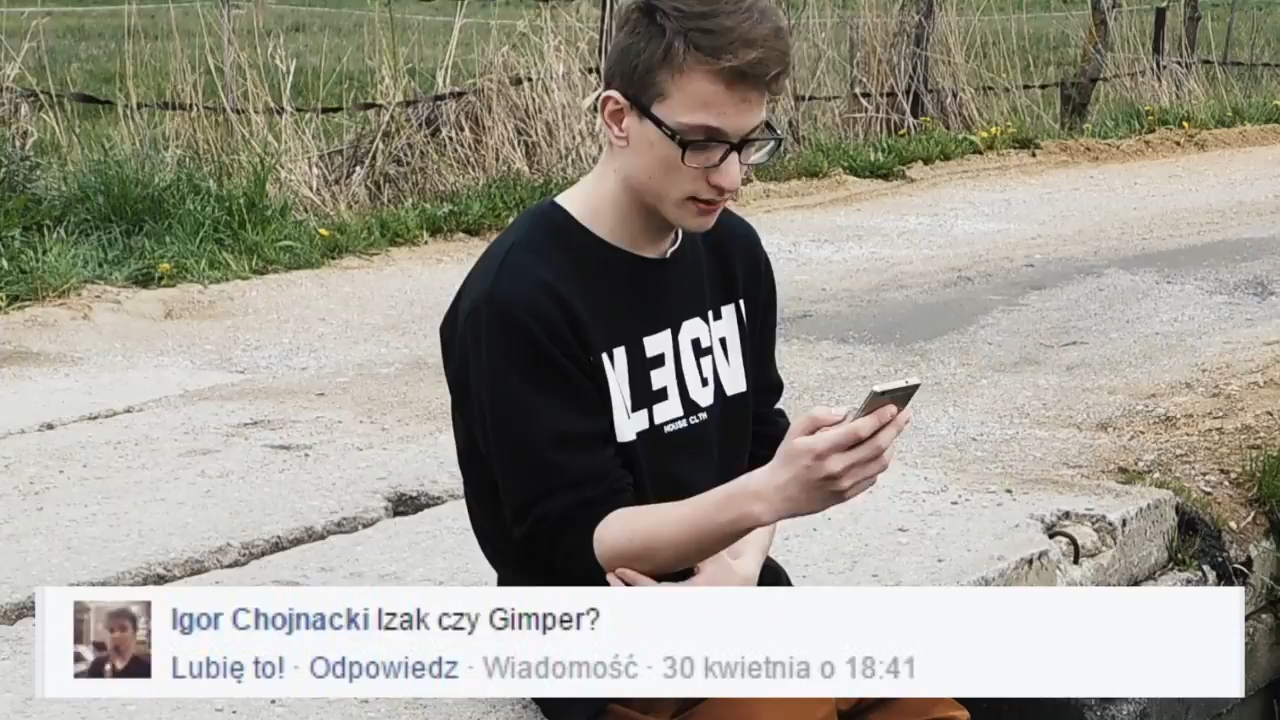 LEGA
HOUSE CLTH
Igor Chojnacki Izak czy Gimper?
Lubię to! · Odpowiedz · Wiadomość · 30 kwietnia o 18:41